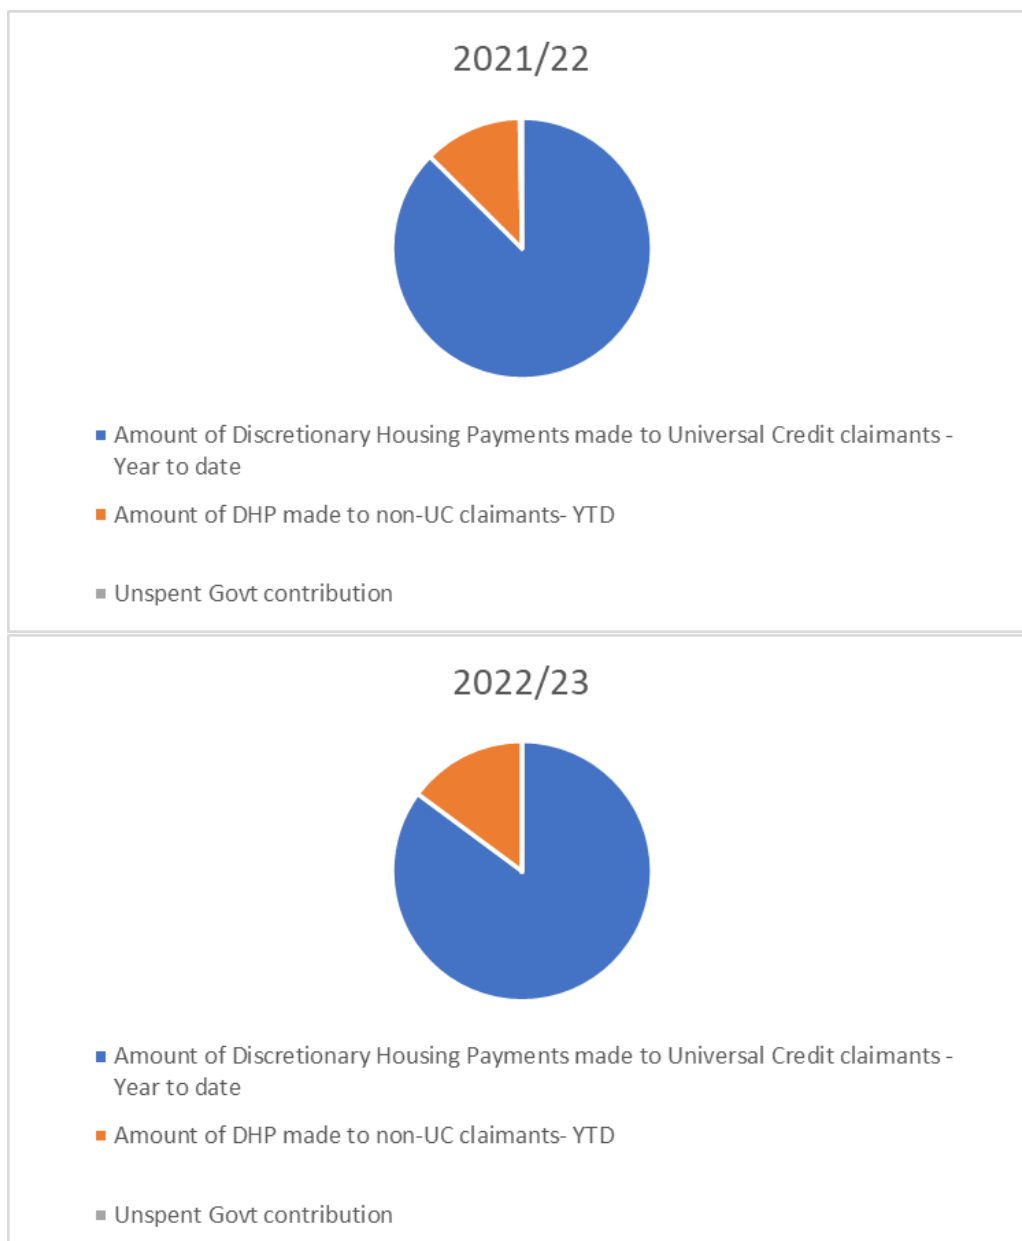 2021/22
Amount of Discretionary Housing Payments made to Universal Credit claimants -
Year to date
Amount of DHP made to non-UC claimants- YTD
Unspent Govt contribution
2022/23
Amount of Discretionary Housing Payments made to Universal Credit claimants -
Year to date
Amount of DHP made to non-UC claimants- YTD
Unspent Govt contribution